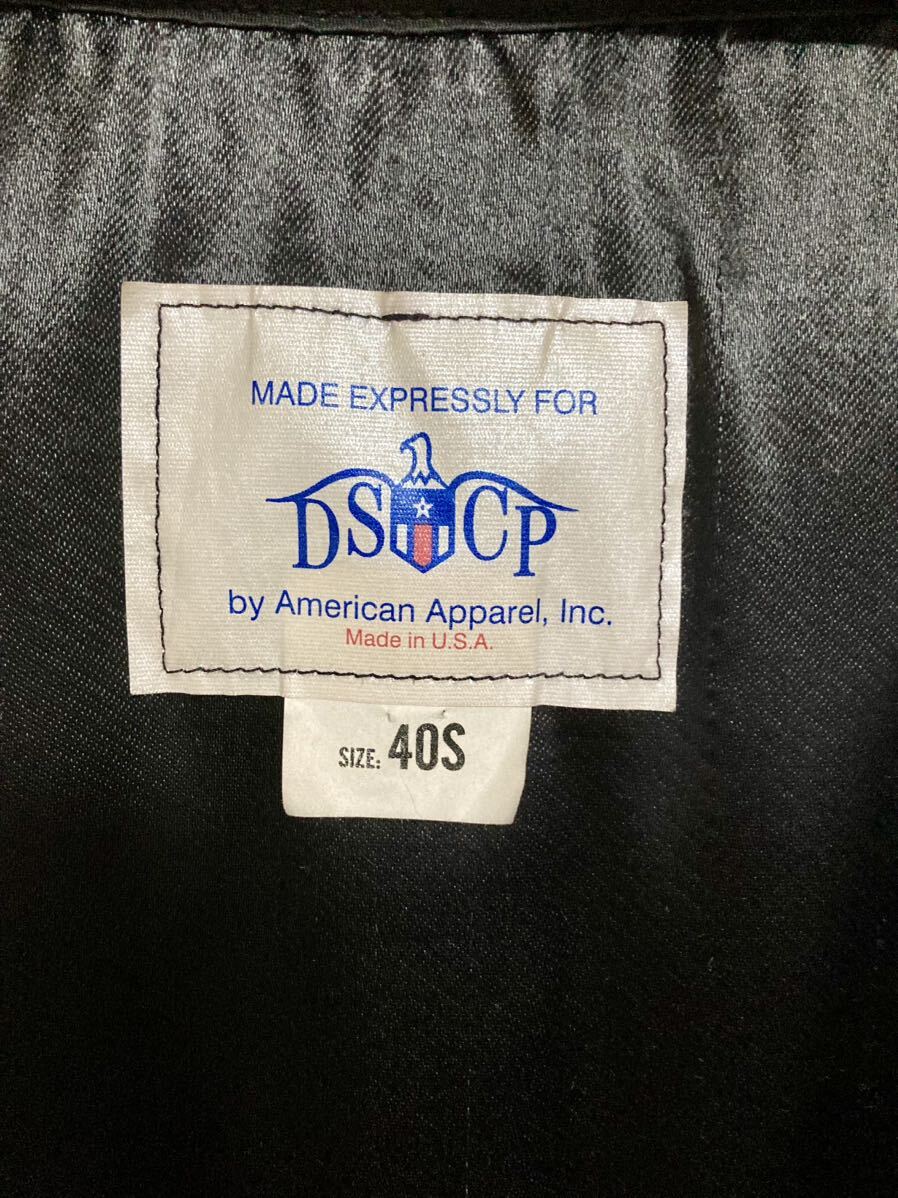 MADE EXPRESSLY FOR
DSCP
by American Apparel, Inc.
Made in U.S.A.
SIZE: 40S